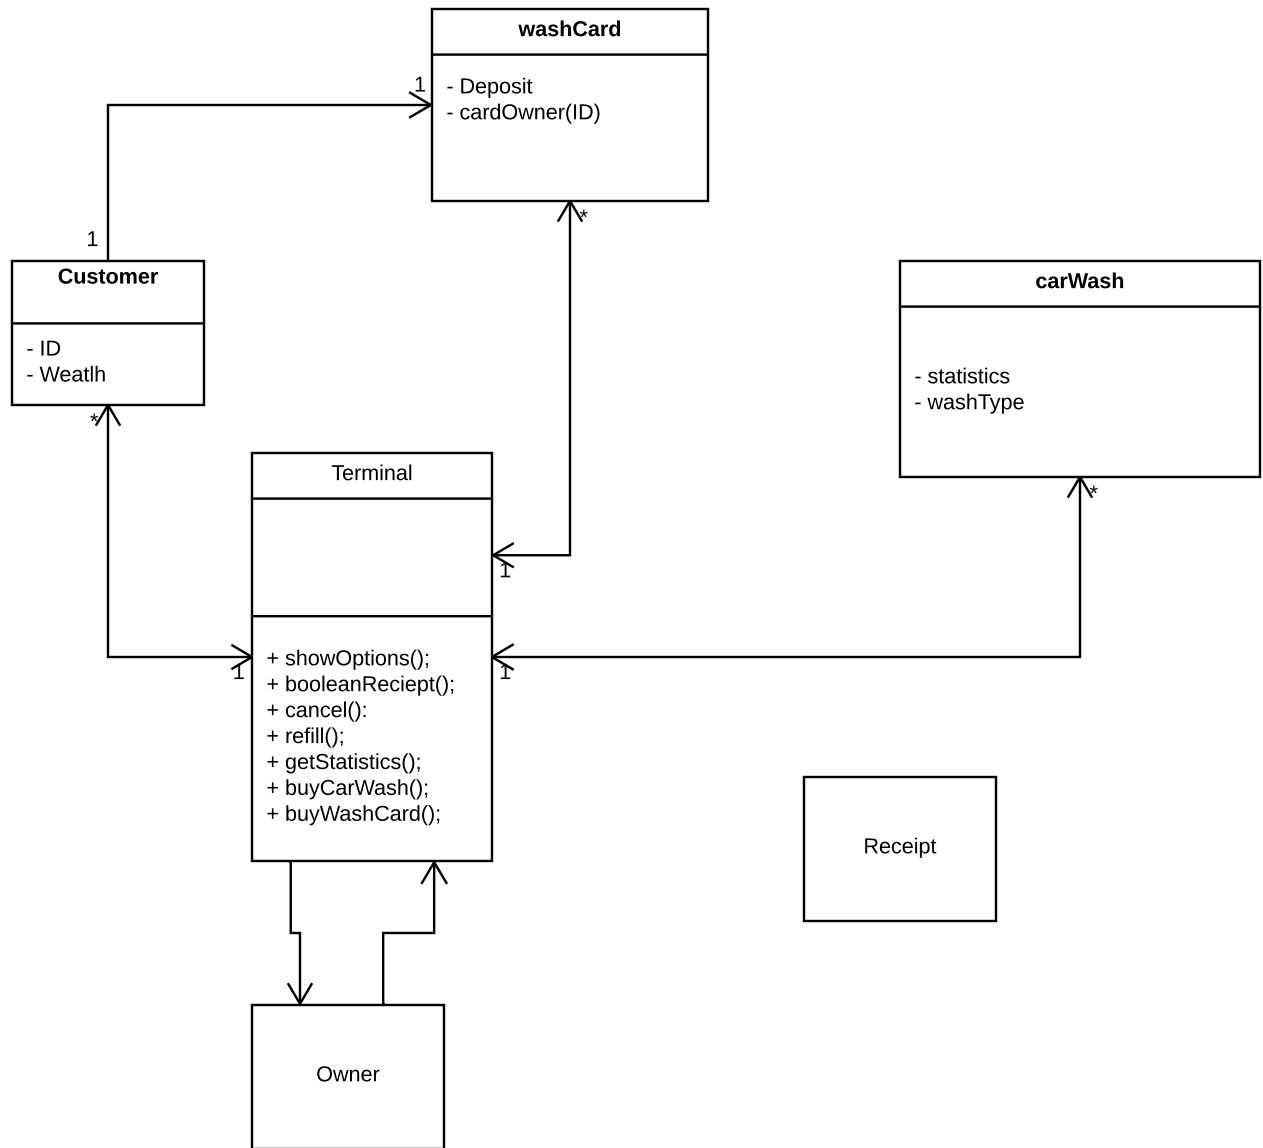 washCard
1
- Deposit
- cardOwner(ID)
*
1
Customer
- ID
- Weatlh
*
carWash
- statistics
- washType
*
Terminal
1
+ showOptions();
1
1
+ booleanReciept();
+ cancel():
+ refill();
+ getStatistics();
+ buyCarWash();
+ buyWashCard();
Receipt
Owner